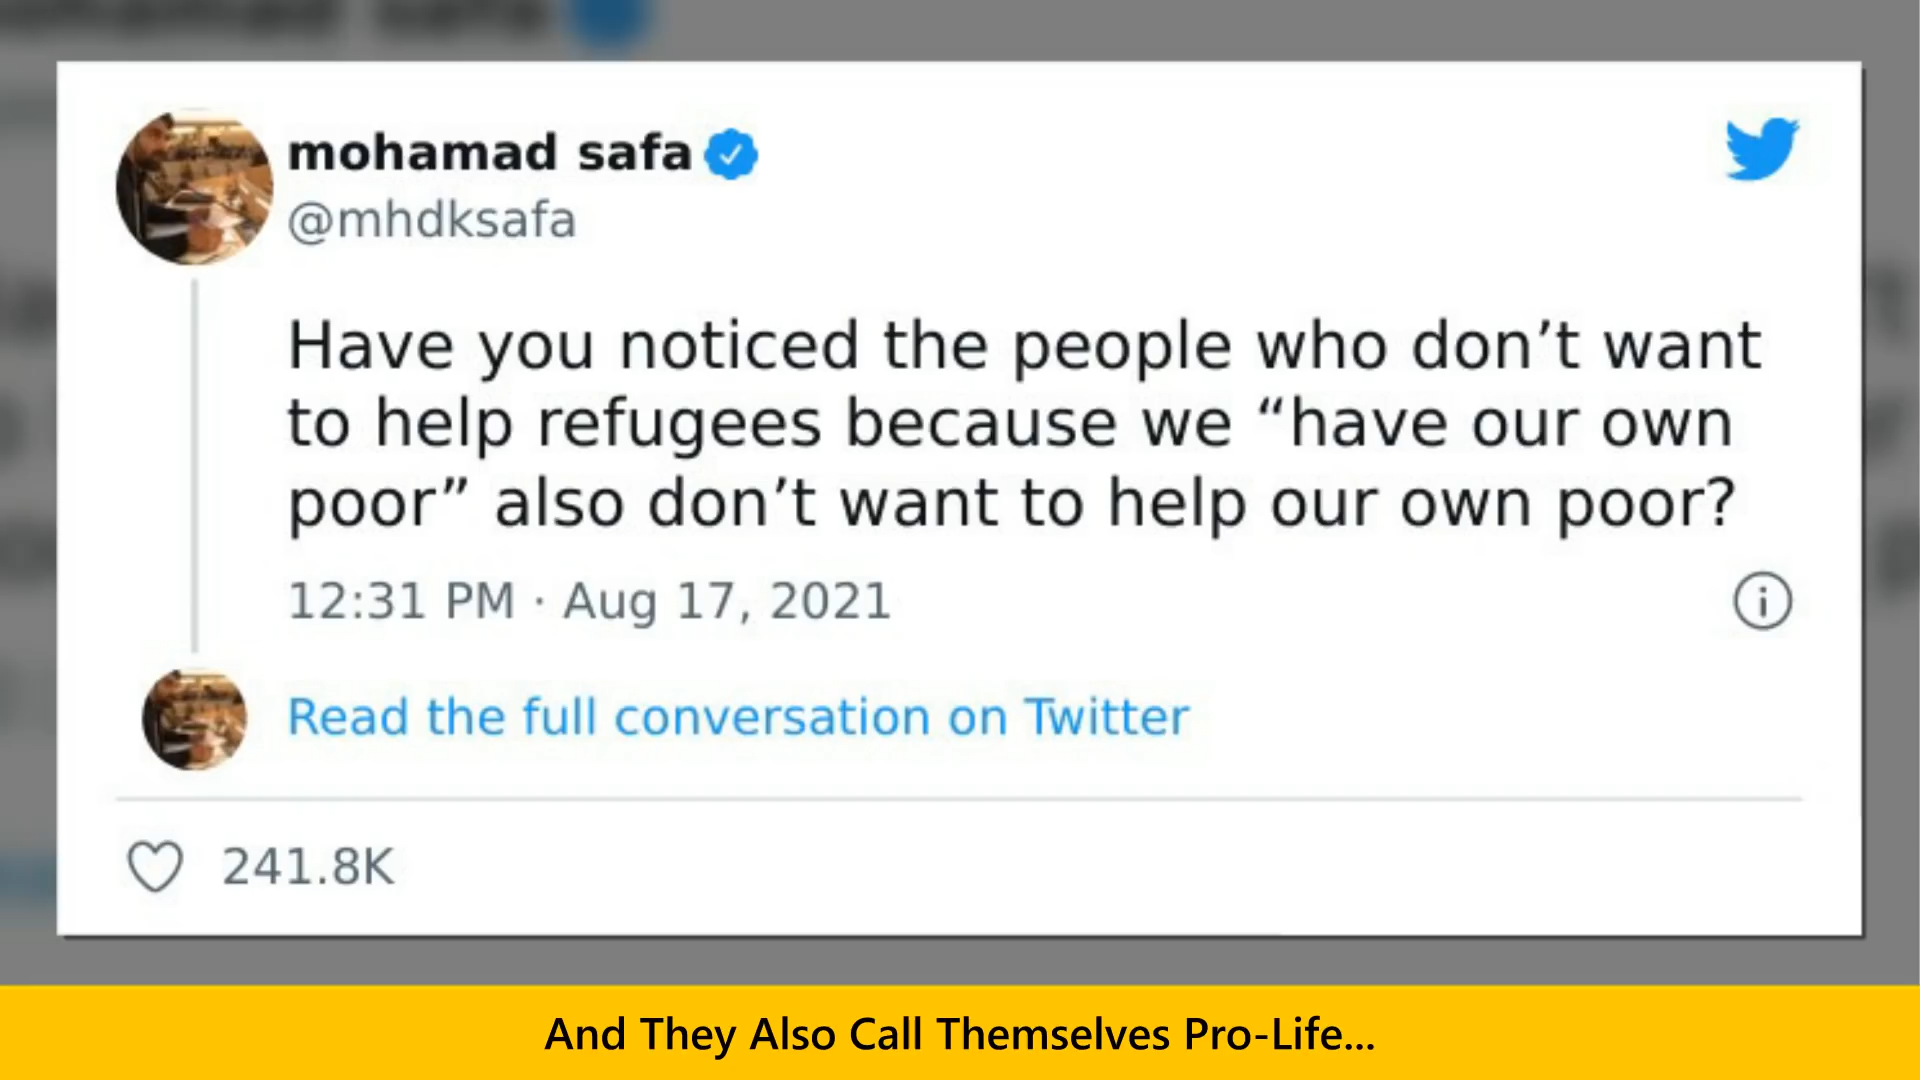 mohamad safa
@mhdksafa
Have you noticed the people who don’t want
to help refugees because we “have our own
poor” also don’t want to help our own poor?
12:31 PM · Aug 17, 2021
Read the full conversation on Twitter
241.8K
And They Also Call Themselves Pro-Life...